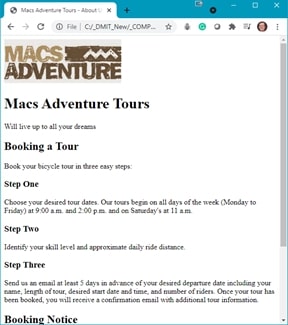 Macs Adventure Tours - About U
C:/_DMIT_New/_COMP...
MACS
ADVENTURE
Macs Adventure Tours
Will live up to all your dreams
Booking a Tour
Book your bicycle tour in three easy steps:
Step One
Choose your desired tour dates. Our tours begin on all days of the week (Monday to
Friday) at 9:00 a.m. and 2:00 p.m. and on Saturday's at 11 a.m.
Step Two
Identify your skill level and approximate daily ride distance.
Step Three
Send us an email at least 5 days in advance of your desired departure date including your
name, length of tour, desired start date and time, and number of riders. Once your tour has
been booked, you will receive a confirmation email with additional tour information.
Booking Notice